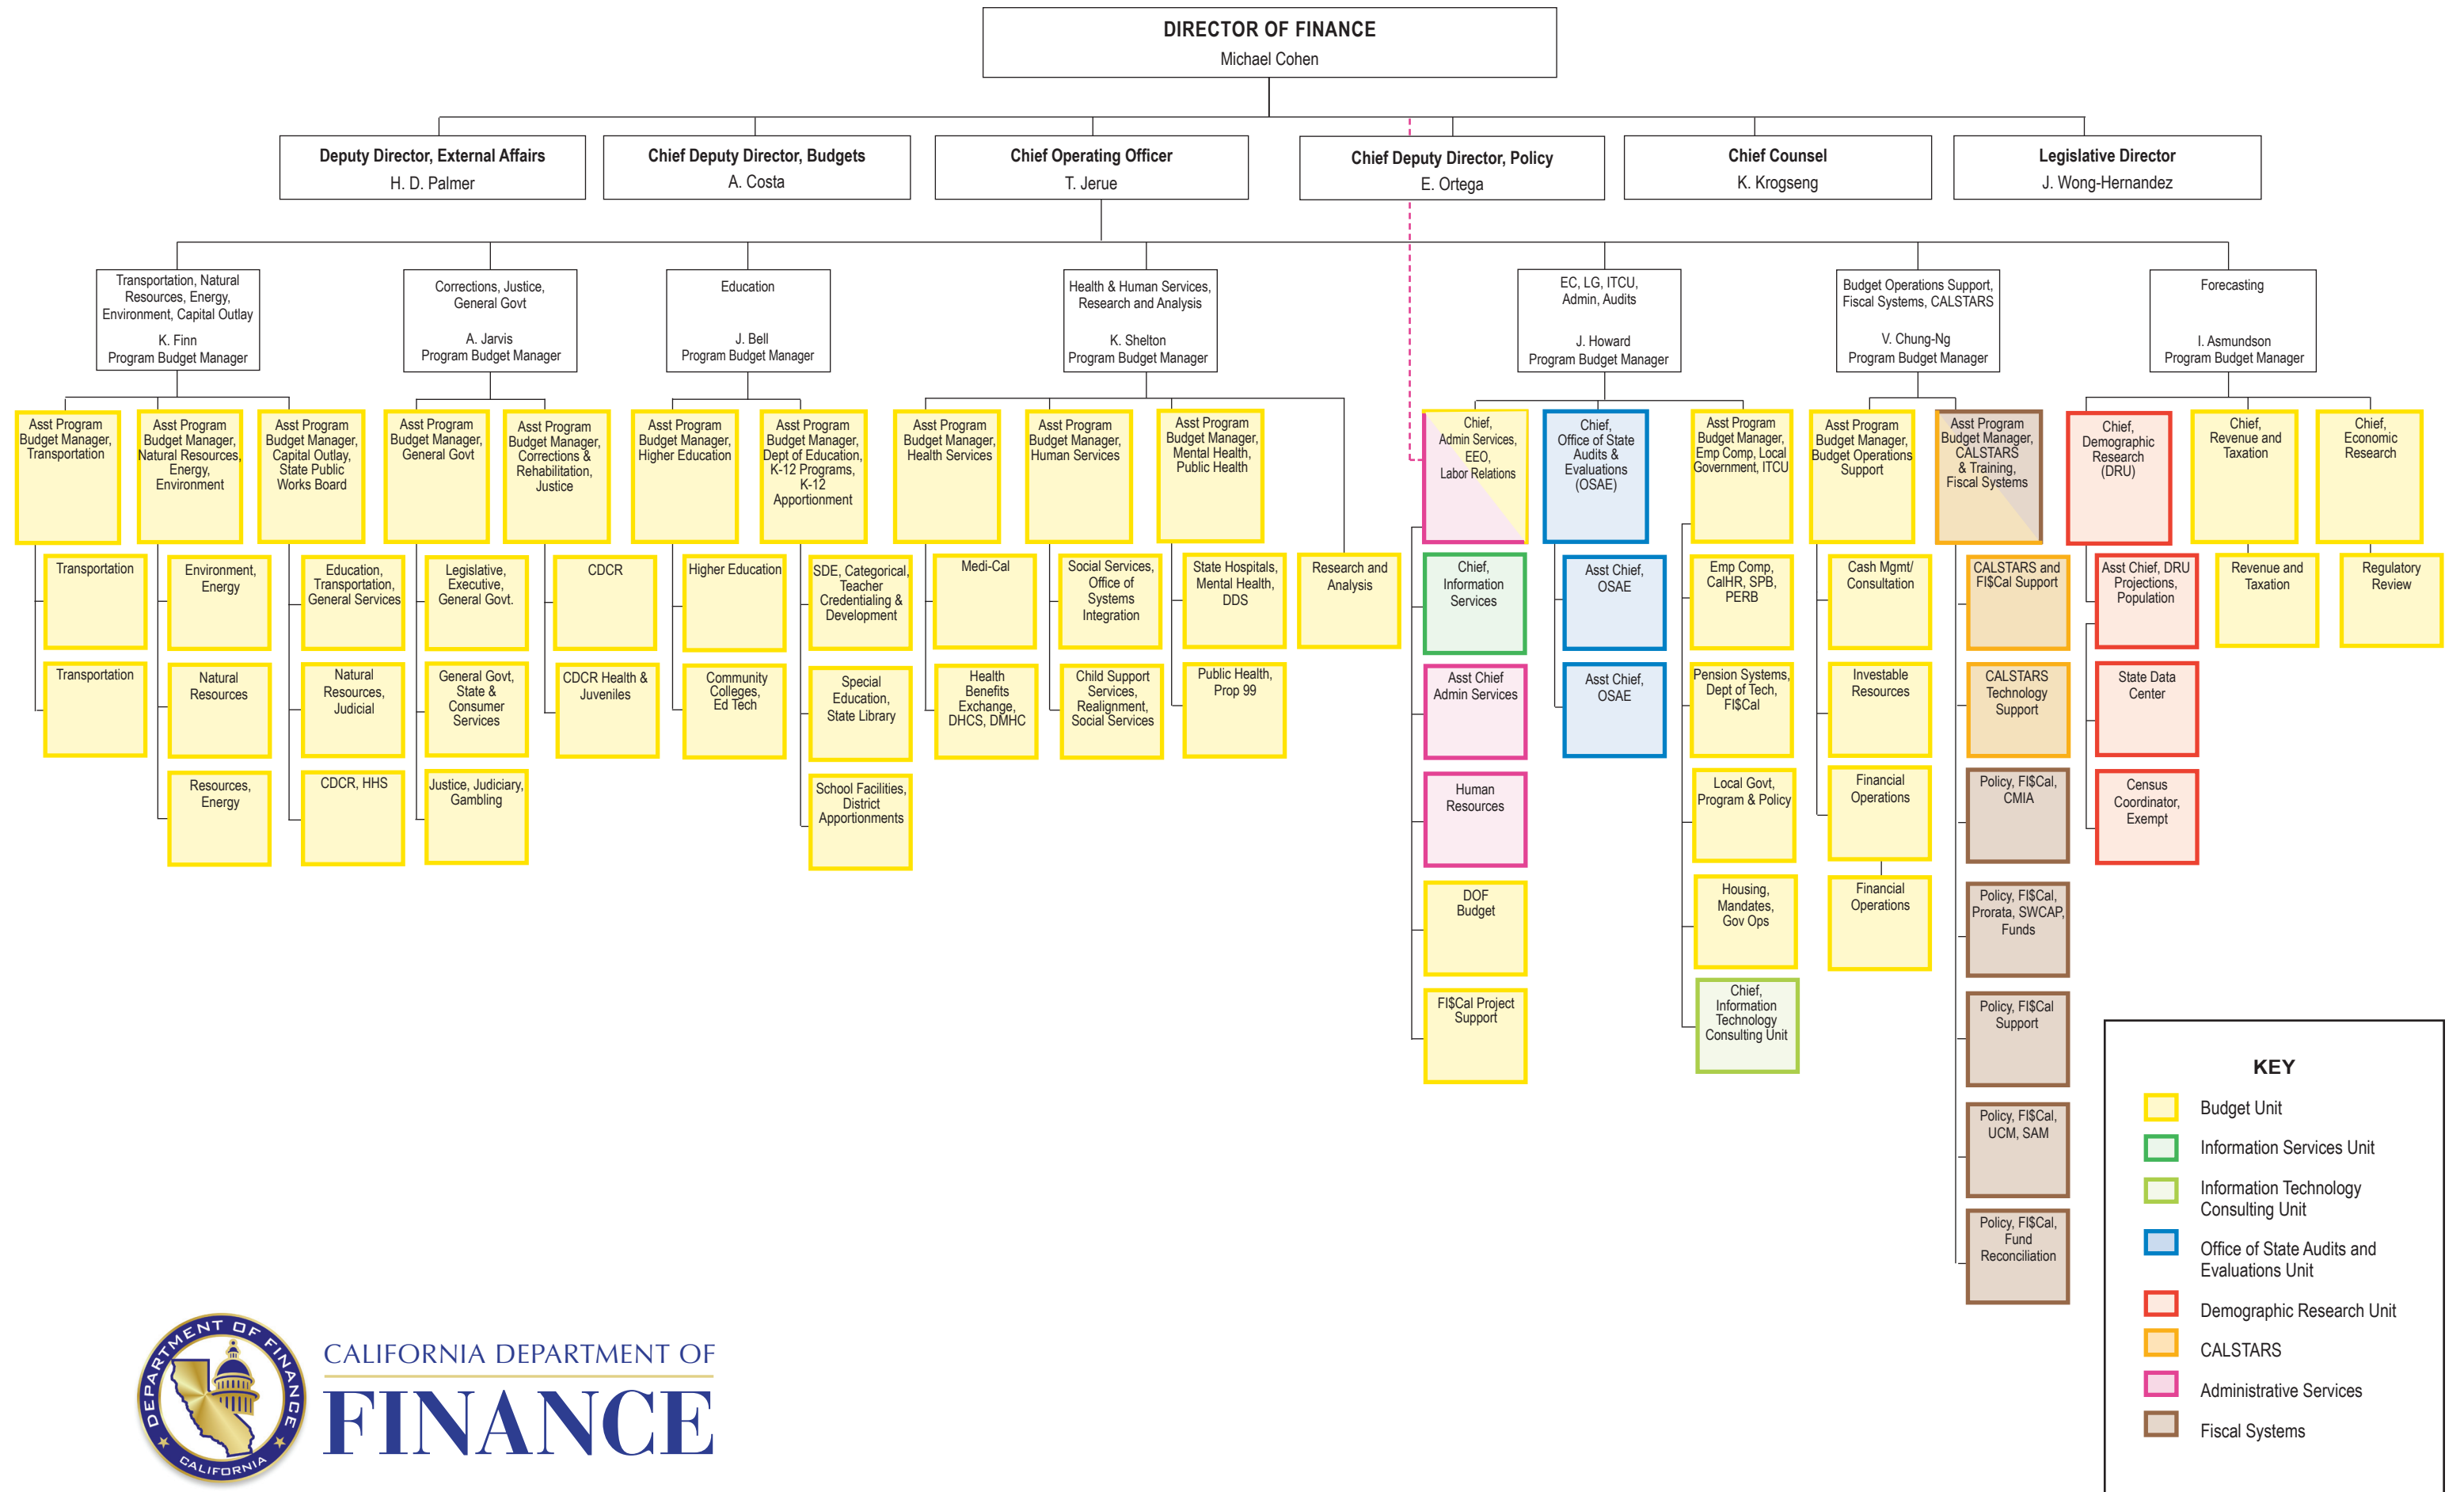 DIRECTOR OF FINANCE
Michael Cohen
Deputy Director, External Affairs
H. D. Palmer
Chief Deputy Director, Budgets
A. Costa
Chief Operating Officer
T. Jerue
Chief Deputy Director, Policy
E. Ortega
Chief Counsel
K. Krogseng
Legislative Director
J. Wong-Hernandez
Transportation, Natural
Resources, Energy,
Environment, Capital Outlay
K. Finn
Program Budget Manager
Corrections, Justice,
General Govt
A. Jarvis
Program Budget Manager
Education
J. Bell
Program Budget Manager
Health & Human Services,
Research and Analysis
K. Shelton
Program Budget Manager
EC, LG, ITCU,
Admin, Audits
J. Howard
Program Budget Manager
Budget Operations Support,
Fiscal Systems, CALSTARS
V. Chung-Ng
Program Budget Manager
Forecasting
I. Asmundson
Program Budget Manager
Asst Program
Budget Manager,
Transportation
Asst Program
Budget Manager,
Natural Resources,
Energy,
Environment
Asst Program
Budget Manager,
Capital Outlay,
State Public
Works Board
Asst Program
Budget Manager,
General Govt
Asst Program
Budget Manager,
Corrections &
Rehabilitation,
Justice
Asst Program
Budget Manager,
Higher Education
Asst Program
Budget Manager,
Dept of Education,
K-12 Programs,
K-12
Apportionment
Asst Program
Budget Manager,
Health Services
Asst Program
Budget Manager,
Human Services
Asst Program
Budget Manager,
Mental Health,
Public Health
Chief,
Admin Services,
EEO,
Labor Relations
Chief,
Office of State
Audits &
Evaluations
(OSAE)
Asst Program
Budget Manager,
Emp Comp, Local
Government, ITCU
Asst Program
Budget Manager,
Budget Operations
Support
Asst Program
Budget Manager,
CALSTARS
& Training,
Fiscal Systems
Chief,
Demographic
Research
(DRU)
Chief,
Revenue and
Taxation
Chief,
Economic
Research
Transportation
Environment,
Energy
Education,
Transportation,
General Services
Legislative,
Executive,
General Govt.
CDCR
Higher Education
SDE, Categorical,
Teacher
Credentialing &
Development
Medi-Cal
Social Services,
Office of
Systems
Integration
State Hospitals,
Mental Health,
DDS
Research and
Analysis
Chief,
Information
Services
Asst Chief,
OSAE
Emp Comp,
CalHR, SPB,
PERB
Cash Mgmt/
Consultation
CALSTARS and
FI$Cal Support
Asst Chief, DRU
Projections,
Population
Revenue and
Taxation
Regulatory
Review
Transportation
Natural
Resources
Natural
Resources,
Judicial
General Govt,
State &
Consumer
Services
CDCR Health &
Juveniles
Community
Colleges,
Ed Tech
Special
Education,
State Library
Health
Benefits
Exchange,
DHCS, DMHC
Child Support
Services,
Realignment,
Social Services
Public Health,
Prop 99
Asst Chief
Admin Services
Asst Chief,
OSAE
Pension Systems,
Dept of Tech,
FI$Cal
Investable
Resources
CALSTARS
Technology
Support
State Data
Center
Resources,
Energy
CDCR, HHS
Justice, Judiciary,
Gambling
School Facilities,
District
Apportionments
Human
Resources
Local Govt,
Program & Policy
Financial
Operations
Policy, FI$Cal,
CMIA
Census
Coordinator,
Exempt
DOF
Budget
Housing,
Mandates,
Gov Ops
Financial
Operations
Policy, FI$Cal,
Prorata, SWCAP,
Funds
FI$Cal Project
Support
Chief,
Information
Technology
Consulting Unit
Policy, FI$Cal
Support
Policy, FI$Cal,
UCM, SAM
Policy, FI$Cal,
Fund
Reconciliation
KEY
Budget Unit
Information Services Unit
Information Technology
Consulting Unit
Office of State Audits and
Evaluations Unit
Demographic Research Unit
CALSTARS
Administrative Services
Fiscal Systems
DEPARTMENT OF FINANCE
CALIFORNIA
CALIFORNIA DEPARTMENT OF
FINANCE